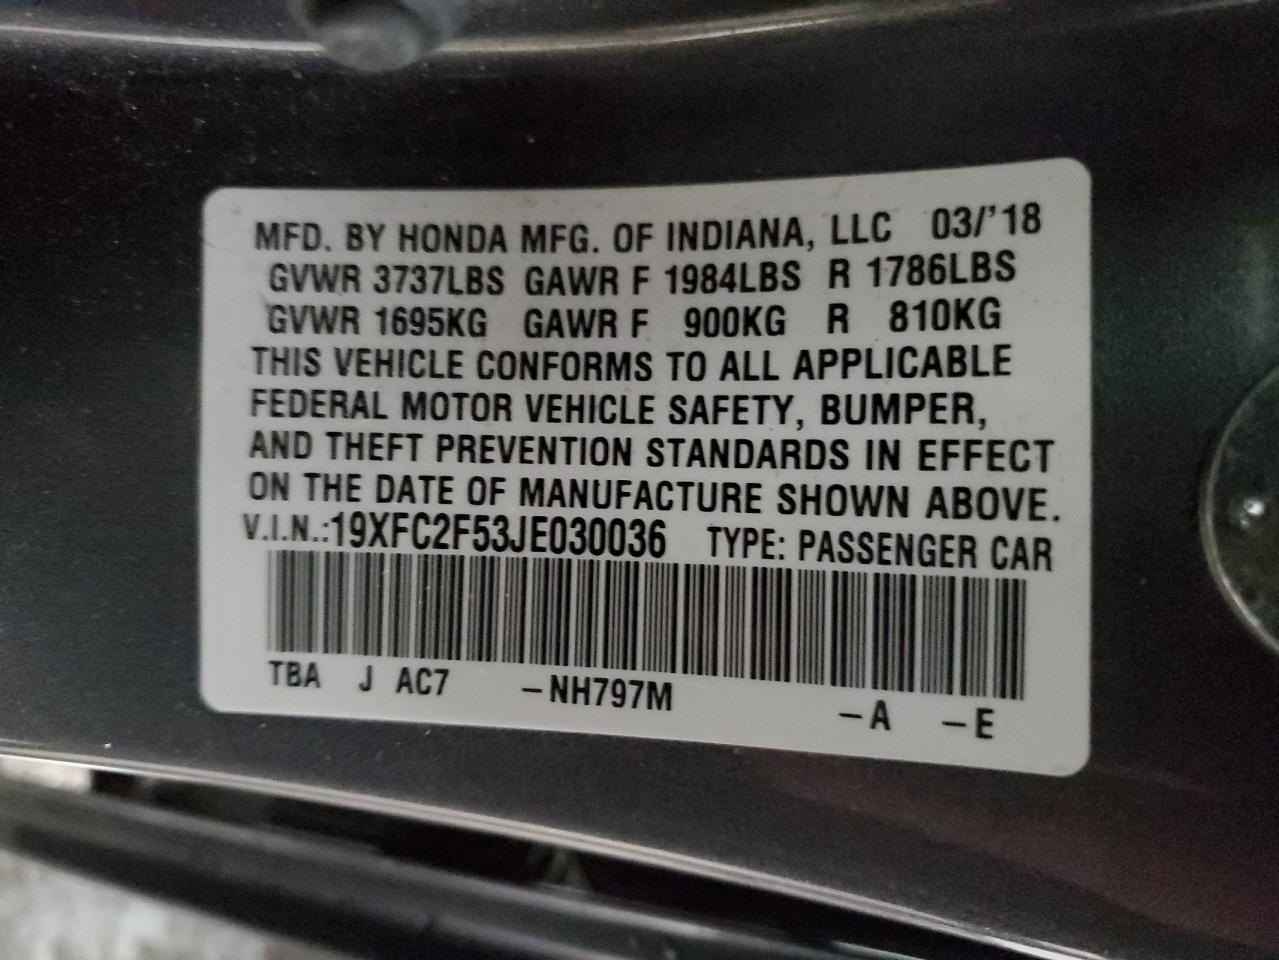 MFD. BY HONDA MFG. OF INDIANA, LLC 03/'18
GVWR 3737LBS GAWR F 1984LBS R 1786LBS
GVWR 1695KG GAWR F 900KG R 810KG
THIS VEHICLE CONFORMS TO ALL APPLICABLE
FEDERAL MOTOR VEHICLE SAFETY, BUMPER,
AND THEFT PREVENTION STANDARDS IN EFFECT
ON THE DATE OF MANUFACTURE SHOWN ABOVE.
V.I.N.:19XFC2F53JE030036 TYPE: PASSENGER CAR
TBA J AC7 –NH797M –A –E